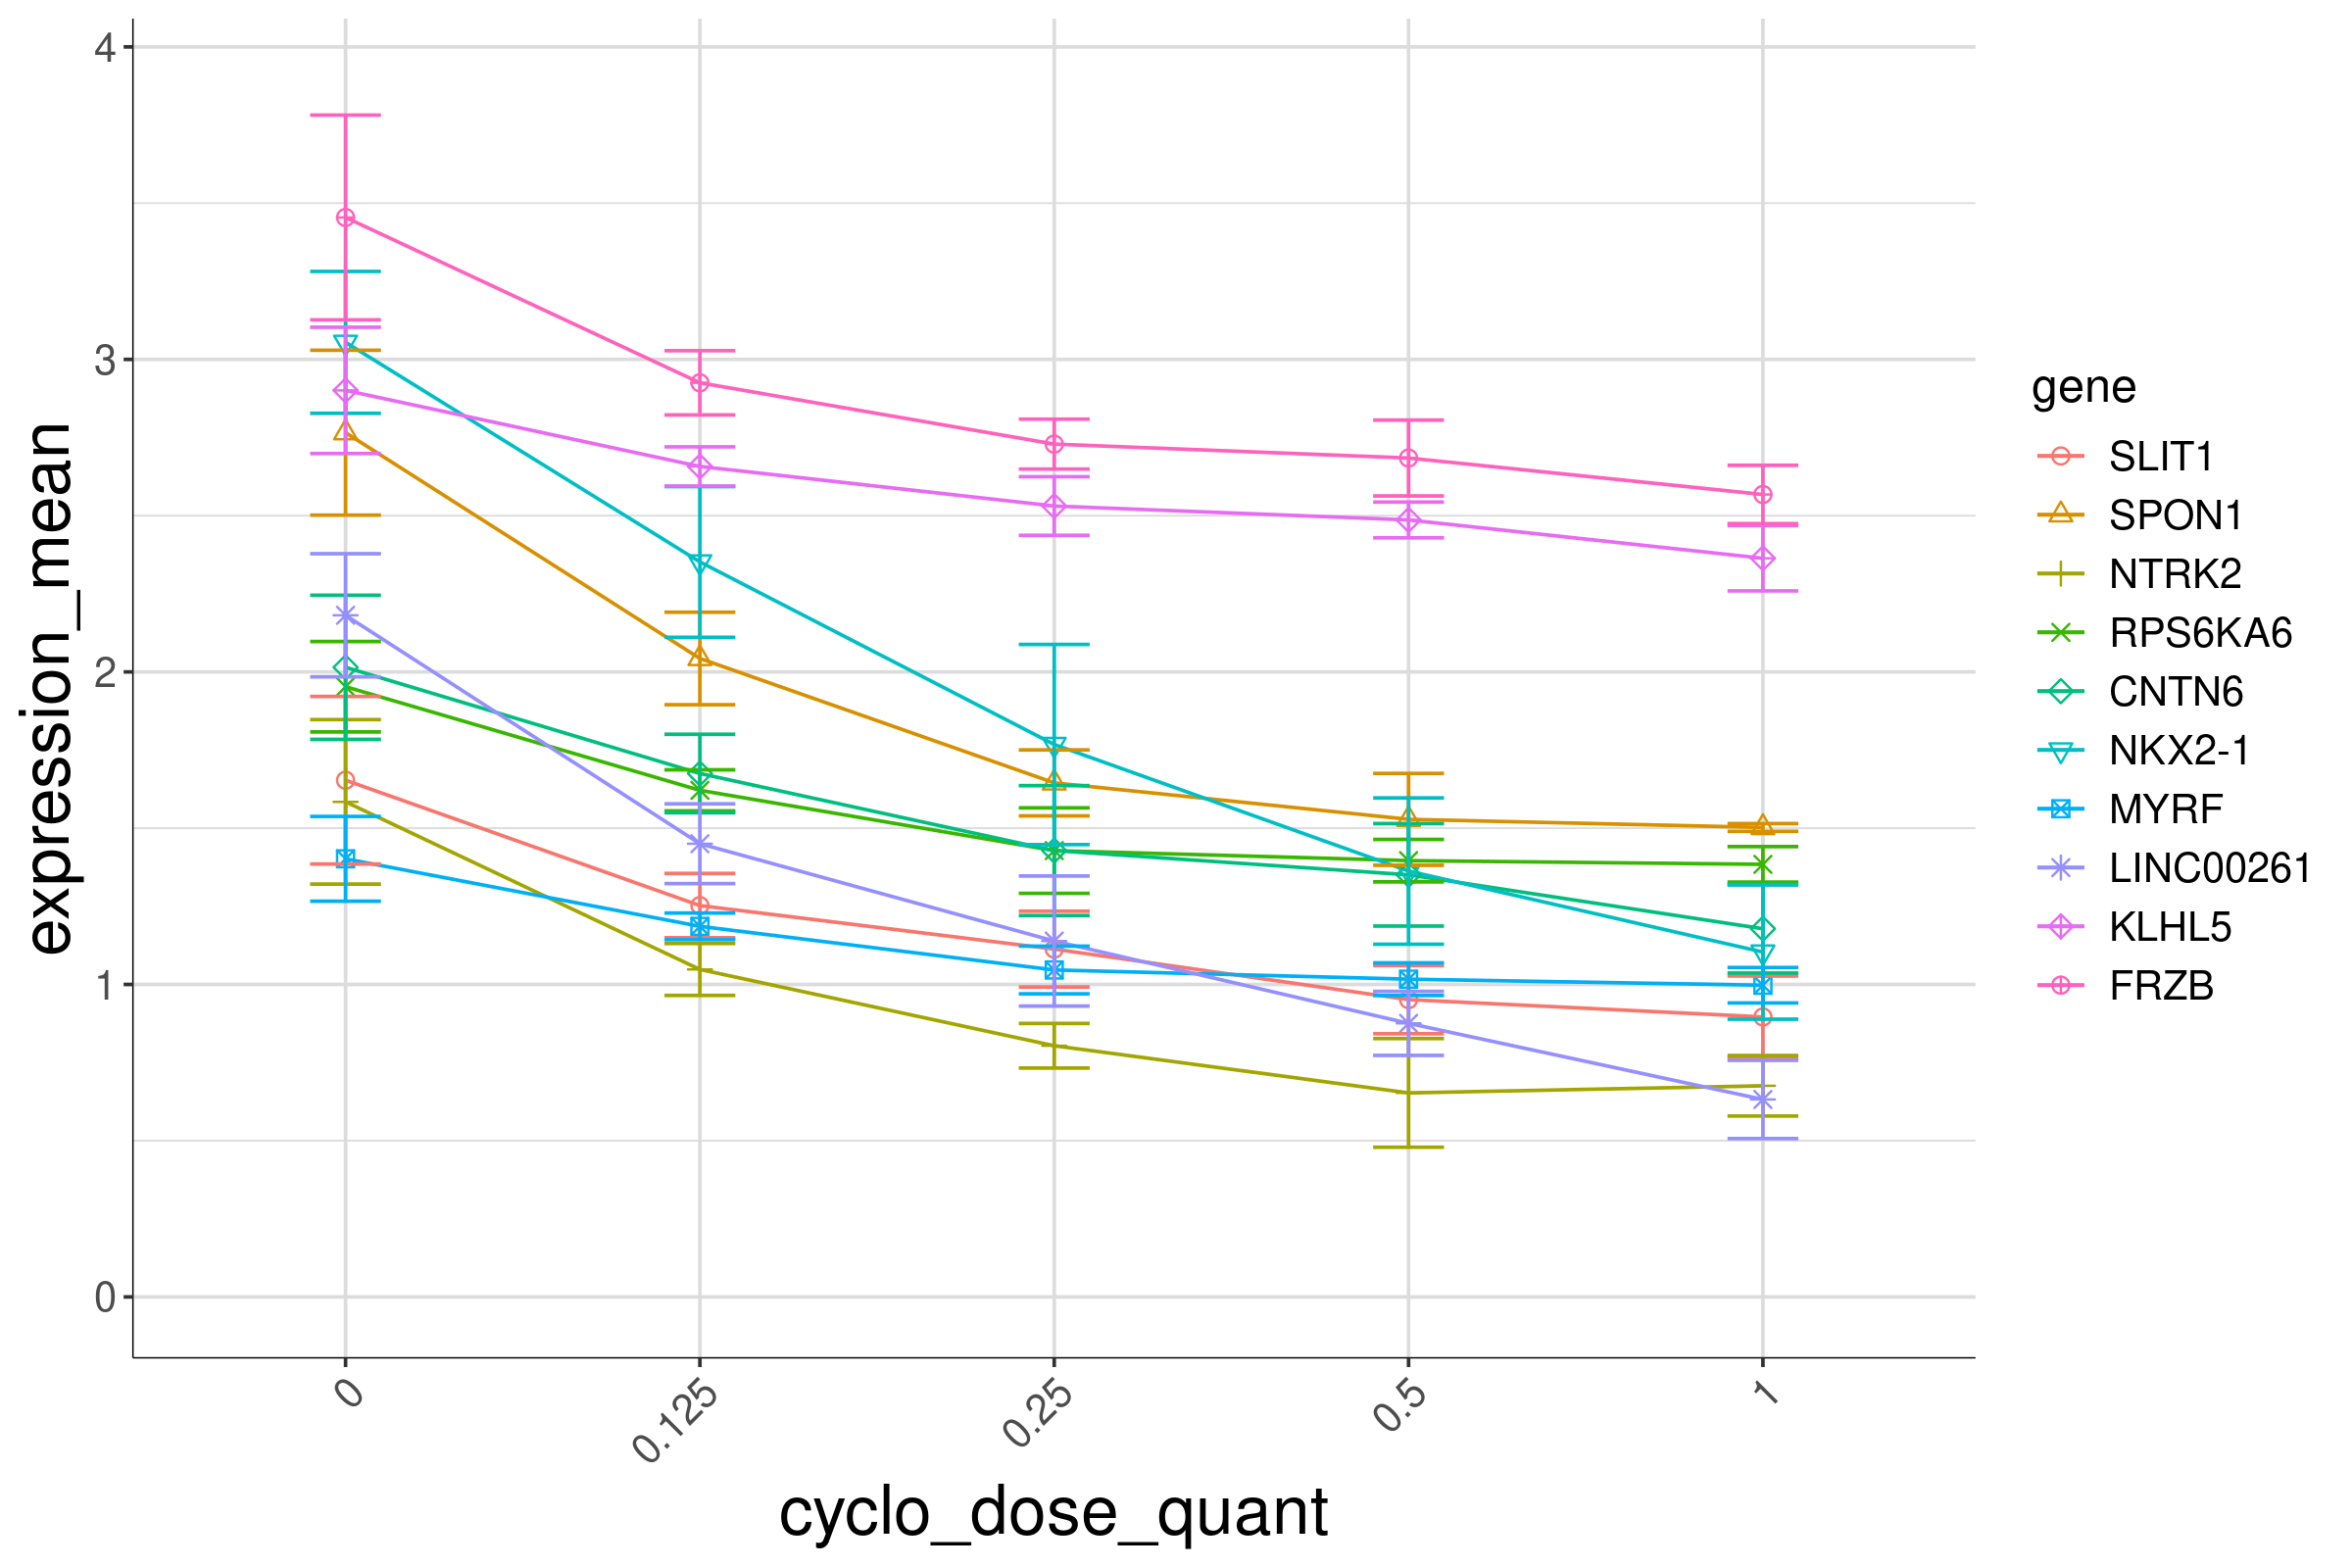 4
3
2
1
0
expression_mean
0
0.125
0.25
0.5
1
cyclo_dose_quant
gene
SLIT1
SPON1
NTRK2
RPS6KA6
CNTN6
NKX2-1
MYRF
LINC00261
KLHL5
FRZB